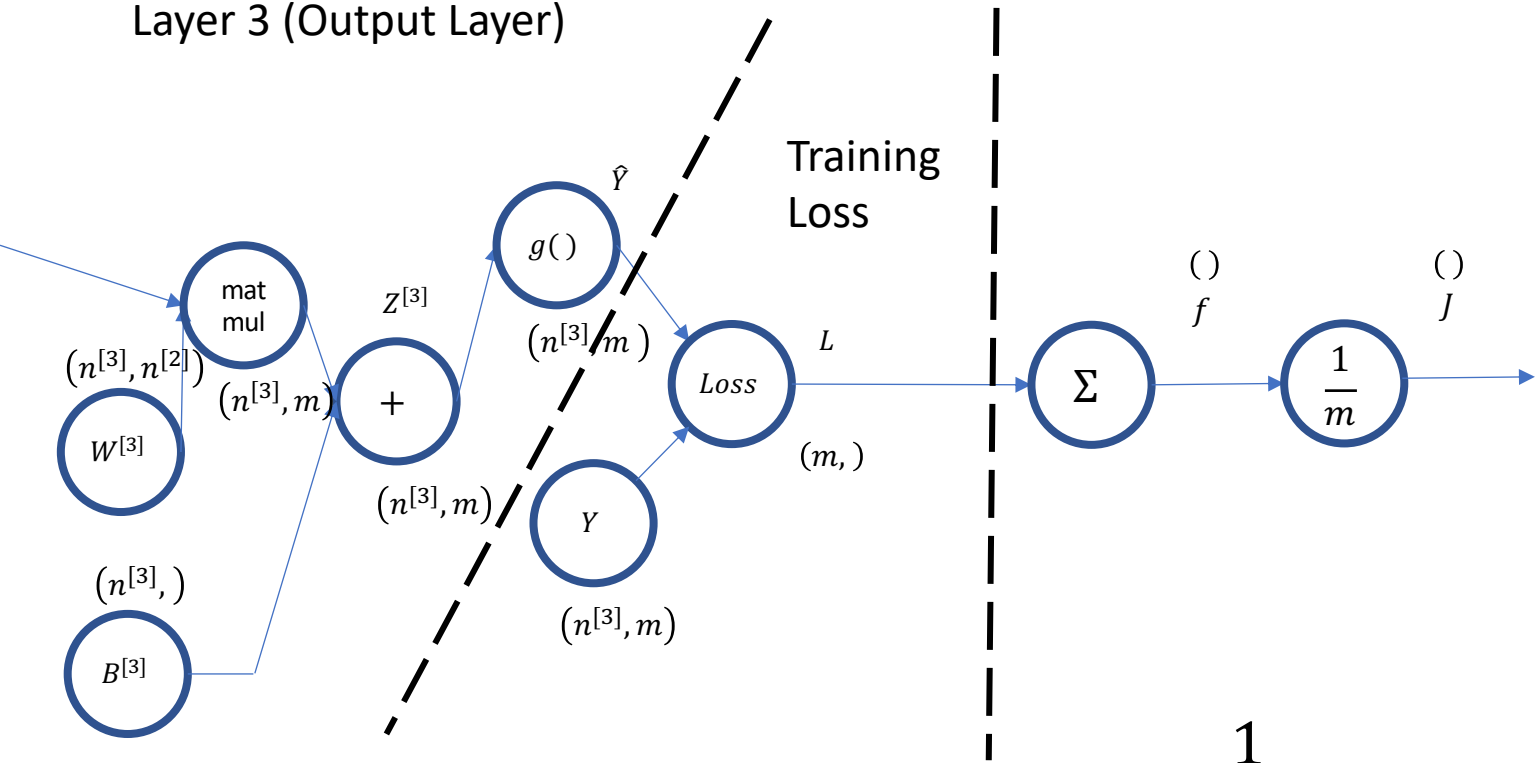 Layer 3 (Output Layer)
Training
Loss
mat
mul
(n^[3], n^[2])
W^[3]
(n^[3], m)
(n^[3], )
B^[3]
Z^[3]
+
(n^[3], m)
Ŷ
g( )
(n^[3], m )
Y
(n^[3], m)
Loss
L
(m, )
Σ
( )
f
1
m
( )
J
1